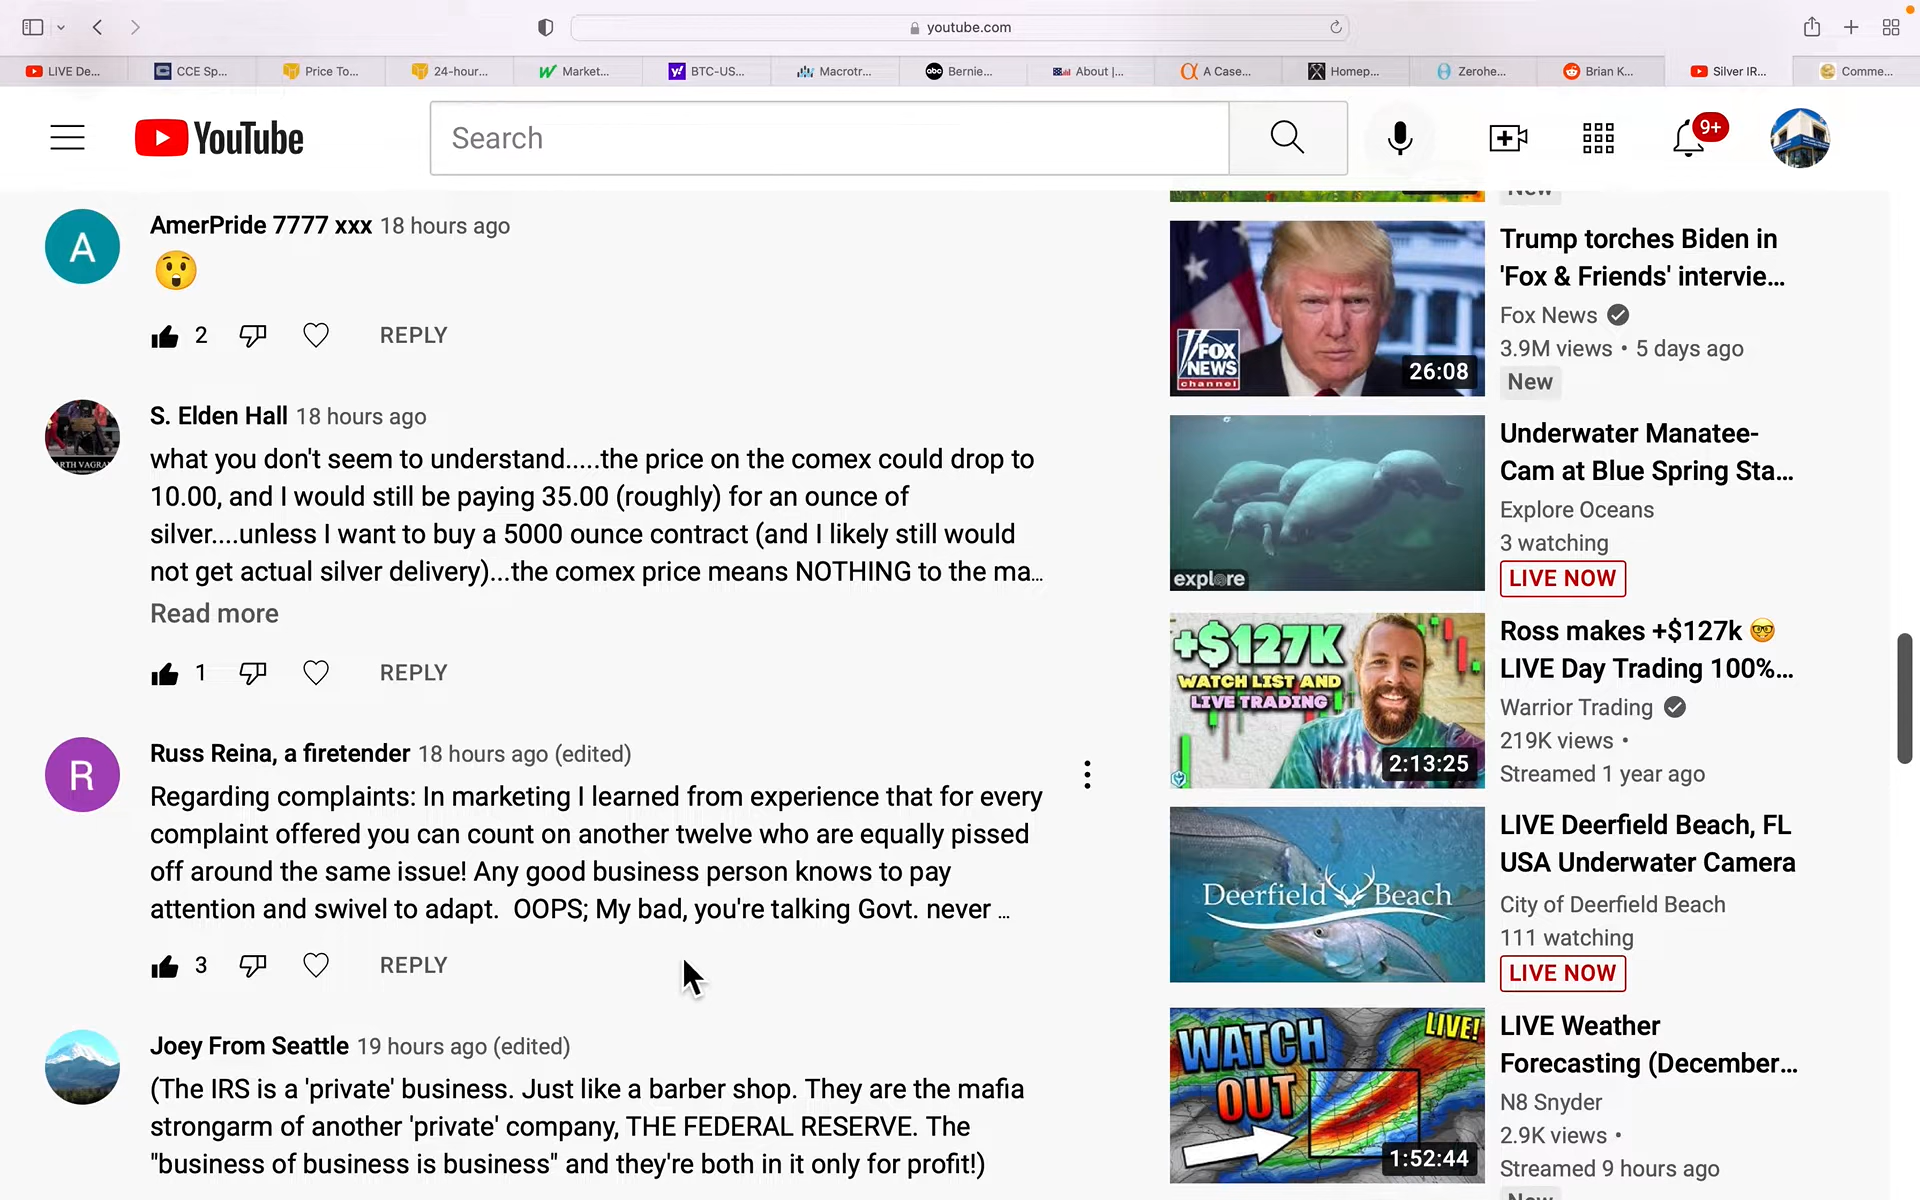 youtube.com
LIVE De...
CCE Sp...
Price To...
24-hour...
Market...
BTC-US...
Macrotr...
abc Bernie...
About |...
A Case...
Homep...
Zerohe...
Brian K...
Silver IR...
Comme...
YouTube
Search
9+
AmerPride 7777 xxx 18 hours ago
2
REPLY
S. Elden Hall 18 hours ago
what you don't seem to understand.....the price on the comex could drop to
10.00, and I would still be paying 35.00 (roughly) for an ounce of
silver....unless I want to buy a 5000 ounce contract (and I likely still would
not get actual silver delivery)...the comex price means NOTHING to the ma...
Read more
1
REPLY
R
Russ Reina, a firetender 18 hours ago (edited)
Regarding complaints: In marketing I learned from experience that for every
complaint offered you can count on another twelve who are equally pissed
off around the same issue! Any good business person knows to pay
attention and swivel to adapt.  OOPS; My bad, you're talking Govt. never ...
3
REPLY
Joey From Seattle 19 hours ago (edited)
(The IRS is a 'private' business. Just like a barber shop. They are the mafia
strongarm of another 'private' company, THE FEDERAL RESERVE. The
"business of business is business" and they're both in it only for profit!)
A
New
FOX
NEWS
channel
26:08
Trump torches Biden in
'Fox & Friends' intervie...
Fox News
3.9M views • 5 days ago
New
explore
Underwater Manatee-
Cam at Blue Spring Sta...
Explore Oceans
3 watching
LIVE NOW
+$127K
WATCH LIST AND
LIVE TRADING
2:13:25
Ross makes +$127k 🤓
LIVE Day Trading 100%...
Warrior Trading
219K views •
Streamed 1 year ago
Deerfield Beach
LIVE Deerfield Beach, FL
USA Underwater Camera
City of Deerfield Beach
111 watching
LIVE NOW
WATCH
OUT
LIVE!
1:52:44
LIVE Weather
Forecasting (December...
N8 Snyder
2.9K views •
Streamed 9 hours ago
New